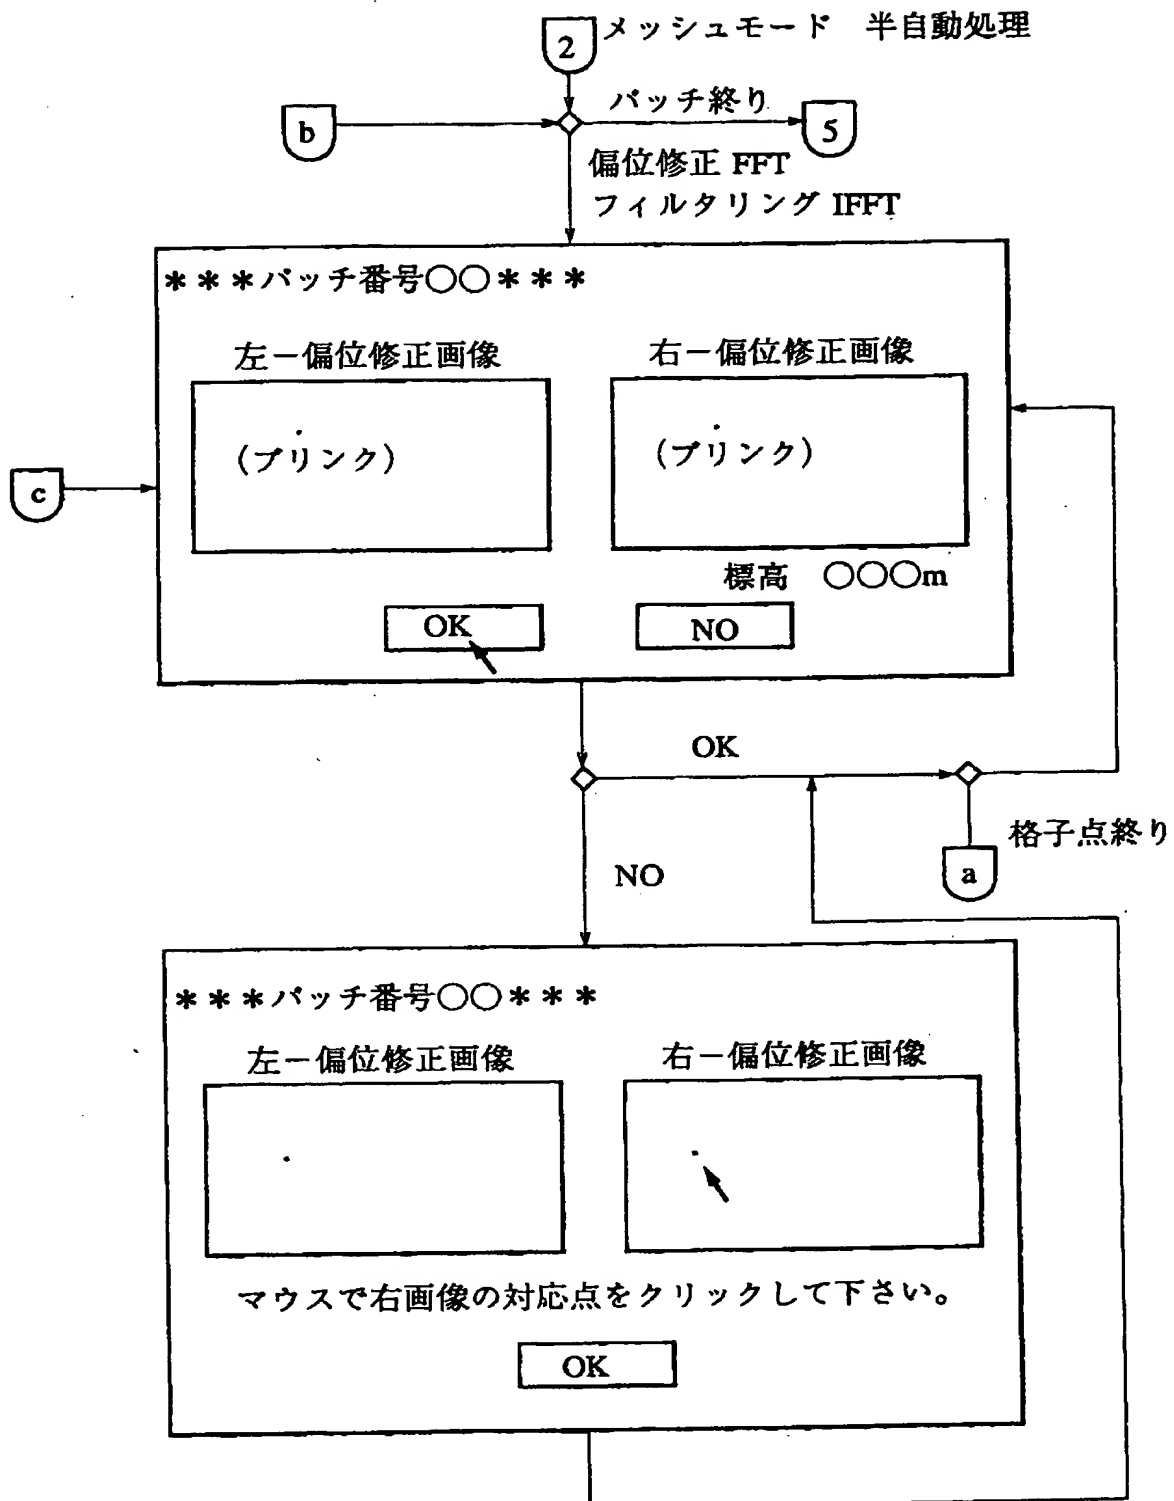 2 メッシュモード 半自動処理
b パッチ終り 5
偏位修正 FFT
フィルタリング IFFT
***パッチ番号○○***
左－偏位修正画像 右－偏位修正画像
(ブリンク) (ブリンク)
c
標高 ○○○m
OK NO
OK
格子点終り
a
NO
***パッチ番号○○***
左－偏位修正画像 右－偏位修正画像
マウスで右画像の対応点をクリックして下さい。
OK